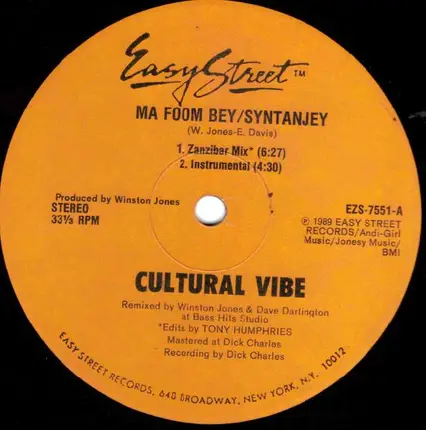 Easy Street™
MA FOOM BEY/SYNTANJEY
(W. Jones-E. Davis)
1. Zanzibar Mix* (6:27)
2. Instrumental (4:30)
Produced by Winston Jones
STEREO
33⅓ RPM
EZS-7551-A
℗ 1989 EASY STREET
RECORDS/Andi-Girl
Music/Jonesy Music/
BMI
CULTURAL VIBE
Remixed by Winston Jones & Dave Darlington
at Bass Hits Studio
*Edits by TONY HUMPHRIES
Mastered at Dick Charles
Recording by Dick Charles
EASY STREET RECORDS, 648 BROADWAY, NEW YORK, N.Y. 10012